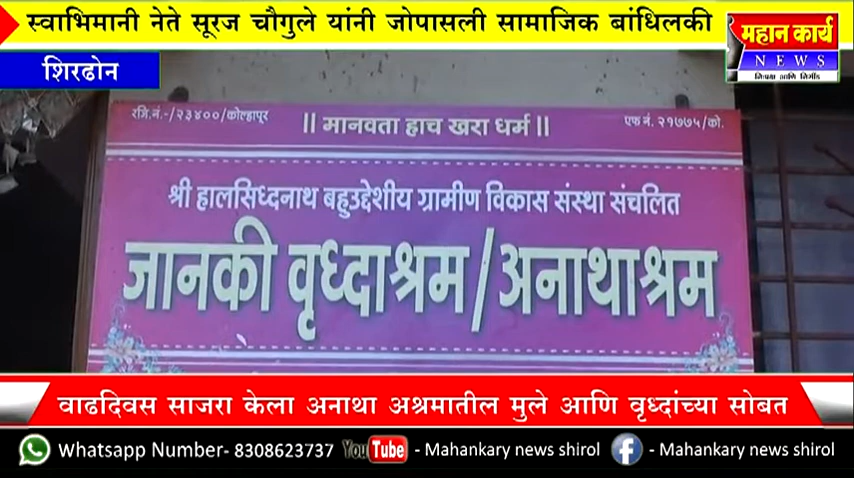 स्वाभिमानी नेते सूरज चौगुले यांनी जोपासली सामाजिक बांधिलकी
महान कार्य
NEWS
निःपक्ष आणि निर्भीड
शिरढोन
रजि.नं.-/२३४००/कोल्हापूर
|| मानवता हाच खरा धर्म ||
एफ नं. २१७७५/को.
श्री हालसिध्दनाथ बहुउद्देशीय ग्रामीण विकास संस्था संचलित
जानकी वृध्दाश्रम/अनाथाश्रम
वाढदिवस साजरा केला अनाथा अश्रमातील मुले आणि वृध्दांच्या सोबत
Whatsapp Number- 8308623737 YouTube - Mahankary news shirol f - Mahankary news shirol